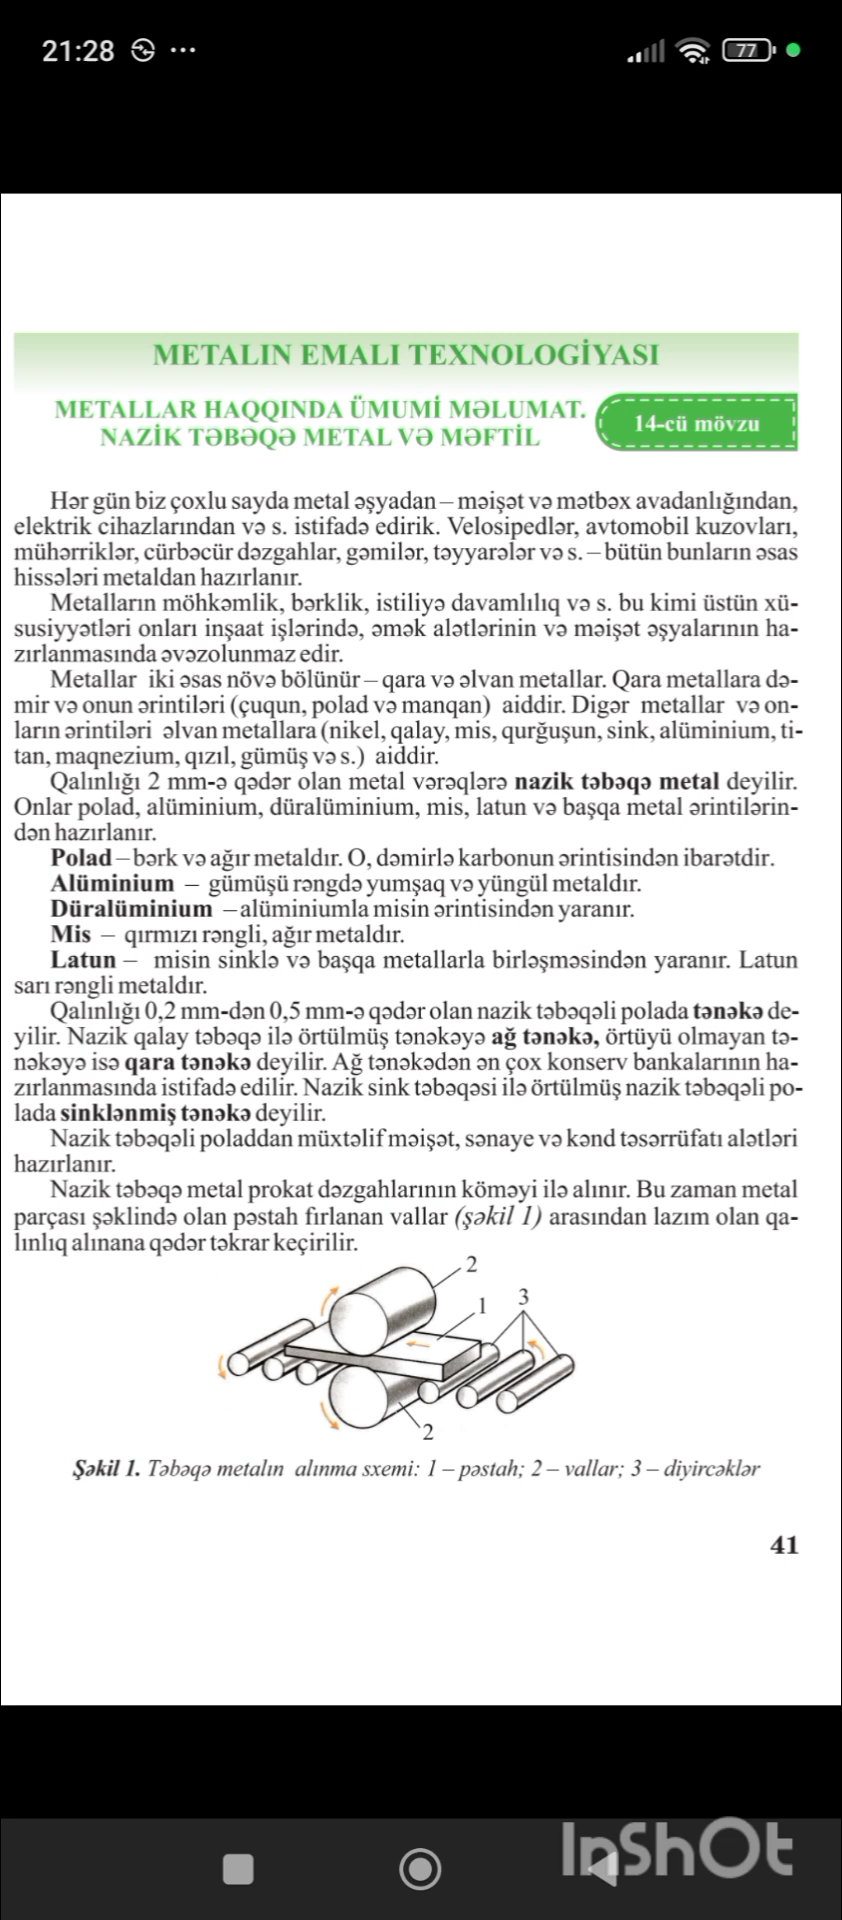 21:28
77
METALIN EMALI TEXNOLOGİYASI
METALLAR HAQQINDA ÜMUMİ MƏLUMAT.
NAZİK TƏBƏQƏ METAL VƏ MƏFTİL
14-cü mövzu
Hər gün biz çoxlu sayda metal əşyadan – məişət və mətbəx avadanlığından,
elektrik cihazlarından və s. istifadə edirik. Velosipedlər, avtomobil kuzovları,
mühərriklər, cürbəcür dəzgahlar, gəmilər, təyyarələr və s. – bütün bunların əsas
hissələri metaldan hazırlanır.
Metalların möhkəmlik, bərklik, istiliyə davamlılıq və s. bu kimi üstün xü-
susiyyətləri onları inşaat işlərində, əmək alətlərinin və məişət əşyalarının ha-
zırlanmasında əvəzolunmaz edir.
Metallar iki əsas növə bölünür – qara və əlvan metallar. Qara metallara də-
mir və onun ərintiləri (çuqun, polad və manqan) aiddir. Digər metallar və on-
ların ərintiləri əlvan metallara (nikel, qalay, mis, qurğuşun, sink, alüminium, ti-
tan, maqnezium, qızıl, gümüş və s.) aiddir.
Qalınlığı 2 mm-ə qədər olan metal vərəqlərə nazik təbəqə metal deyilir.
Onlar polad, alüminium, düralüminium, mis, latun və başqa metal ərintilərin-
dən hazırlanır.
Polad – bərk və ağır metaldır. O, dəmirlə karbonun ərintisindən ibarətdir.
Alüminium – gümüşü rəngdə yumşaq və yüngül metaldır.
Düralüminium – alüminiumla misin ərintisindən yaranır.
Mis – qırmızı rəngli, ağır metaldır.
Latun – misin sinklə və başqa metallarla birləşməsindən yaranır. Latun
sarı rəngli metaldır.
Qalınlığı 0,2 mm-dən 0,5 mm-ə qədər olan nazik təbəqəli polada tənəkə de-
yilir. Nazik qalay təbəqə ilə örtülmüş tənəkəyə ağ tənəkə, örtüyü olmayan tə-
nəkəyə isə qara tənəkə deyilir. Ağ tənəkədən ən çox konserv bankalarının ha-
zırlanmasında istifadə edilir. Nazik sink təbəqəsi ilə örtülmüş nazik təbəqəli po-
lada sinklənmiş tənəkə deyilir.
Nazik təbəqəli poladdan müxtəlif məişət, sənaye və kənd təsərrüfatı alətləri
hazırlanır.
Nazik təbəqə metal prokat dəzgahlarının köməyi ilə alınır. Bu zaman metal
parçası şəklində olan pəstah fırlanan vallar (şəkil 1) arasından lazım olan qa-
lınlıq alınana qədər təkrar keçirilir.
2
1
3
2
Şəkil 1. Təbəqə metalın alınma sxemi: 1 – pəstah; 2 – vallar; 3 – diyircəklər
41
InShOt